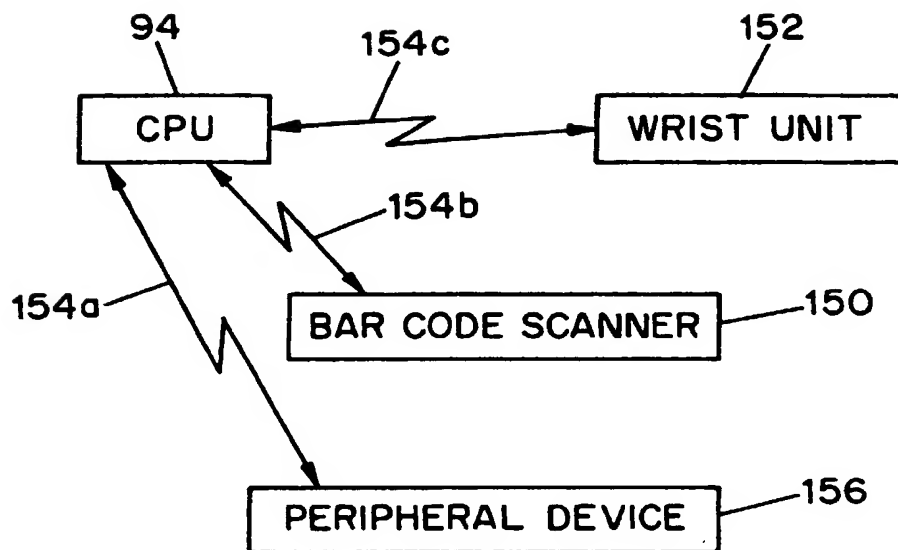 94
154c
152
CPU
WRIST UNIT
154b
154a
BAR CODE SCANNER
150
PERIPHERAL DEVICE
156